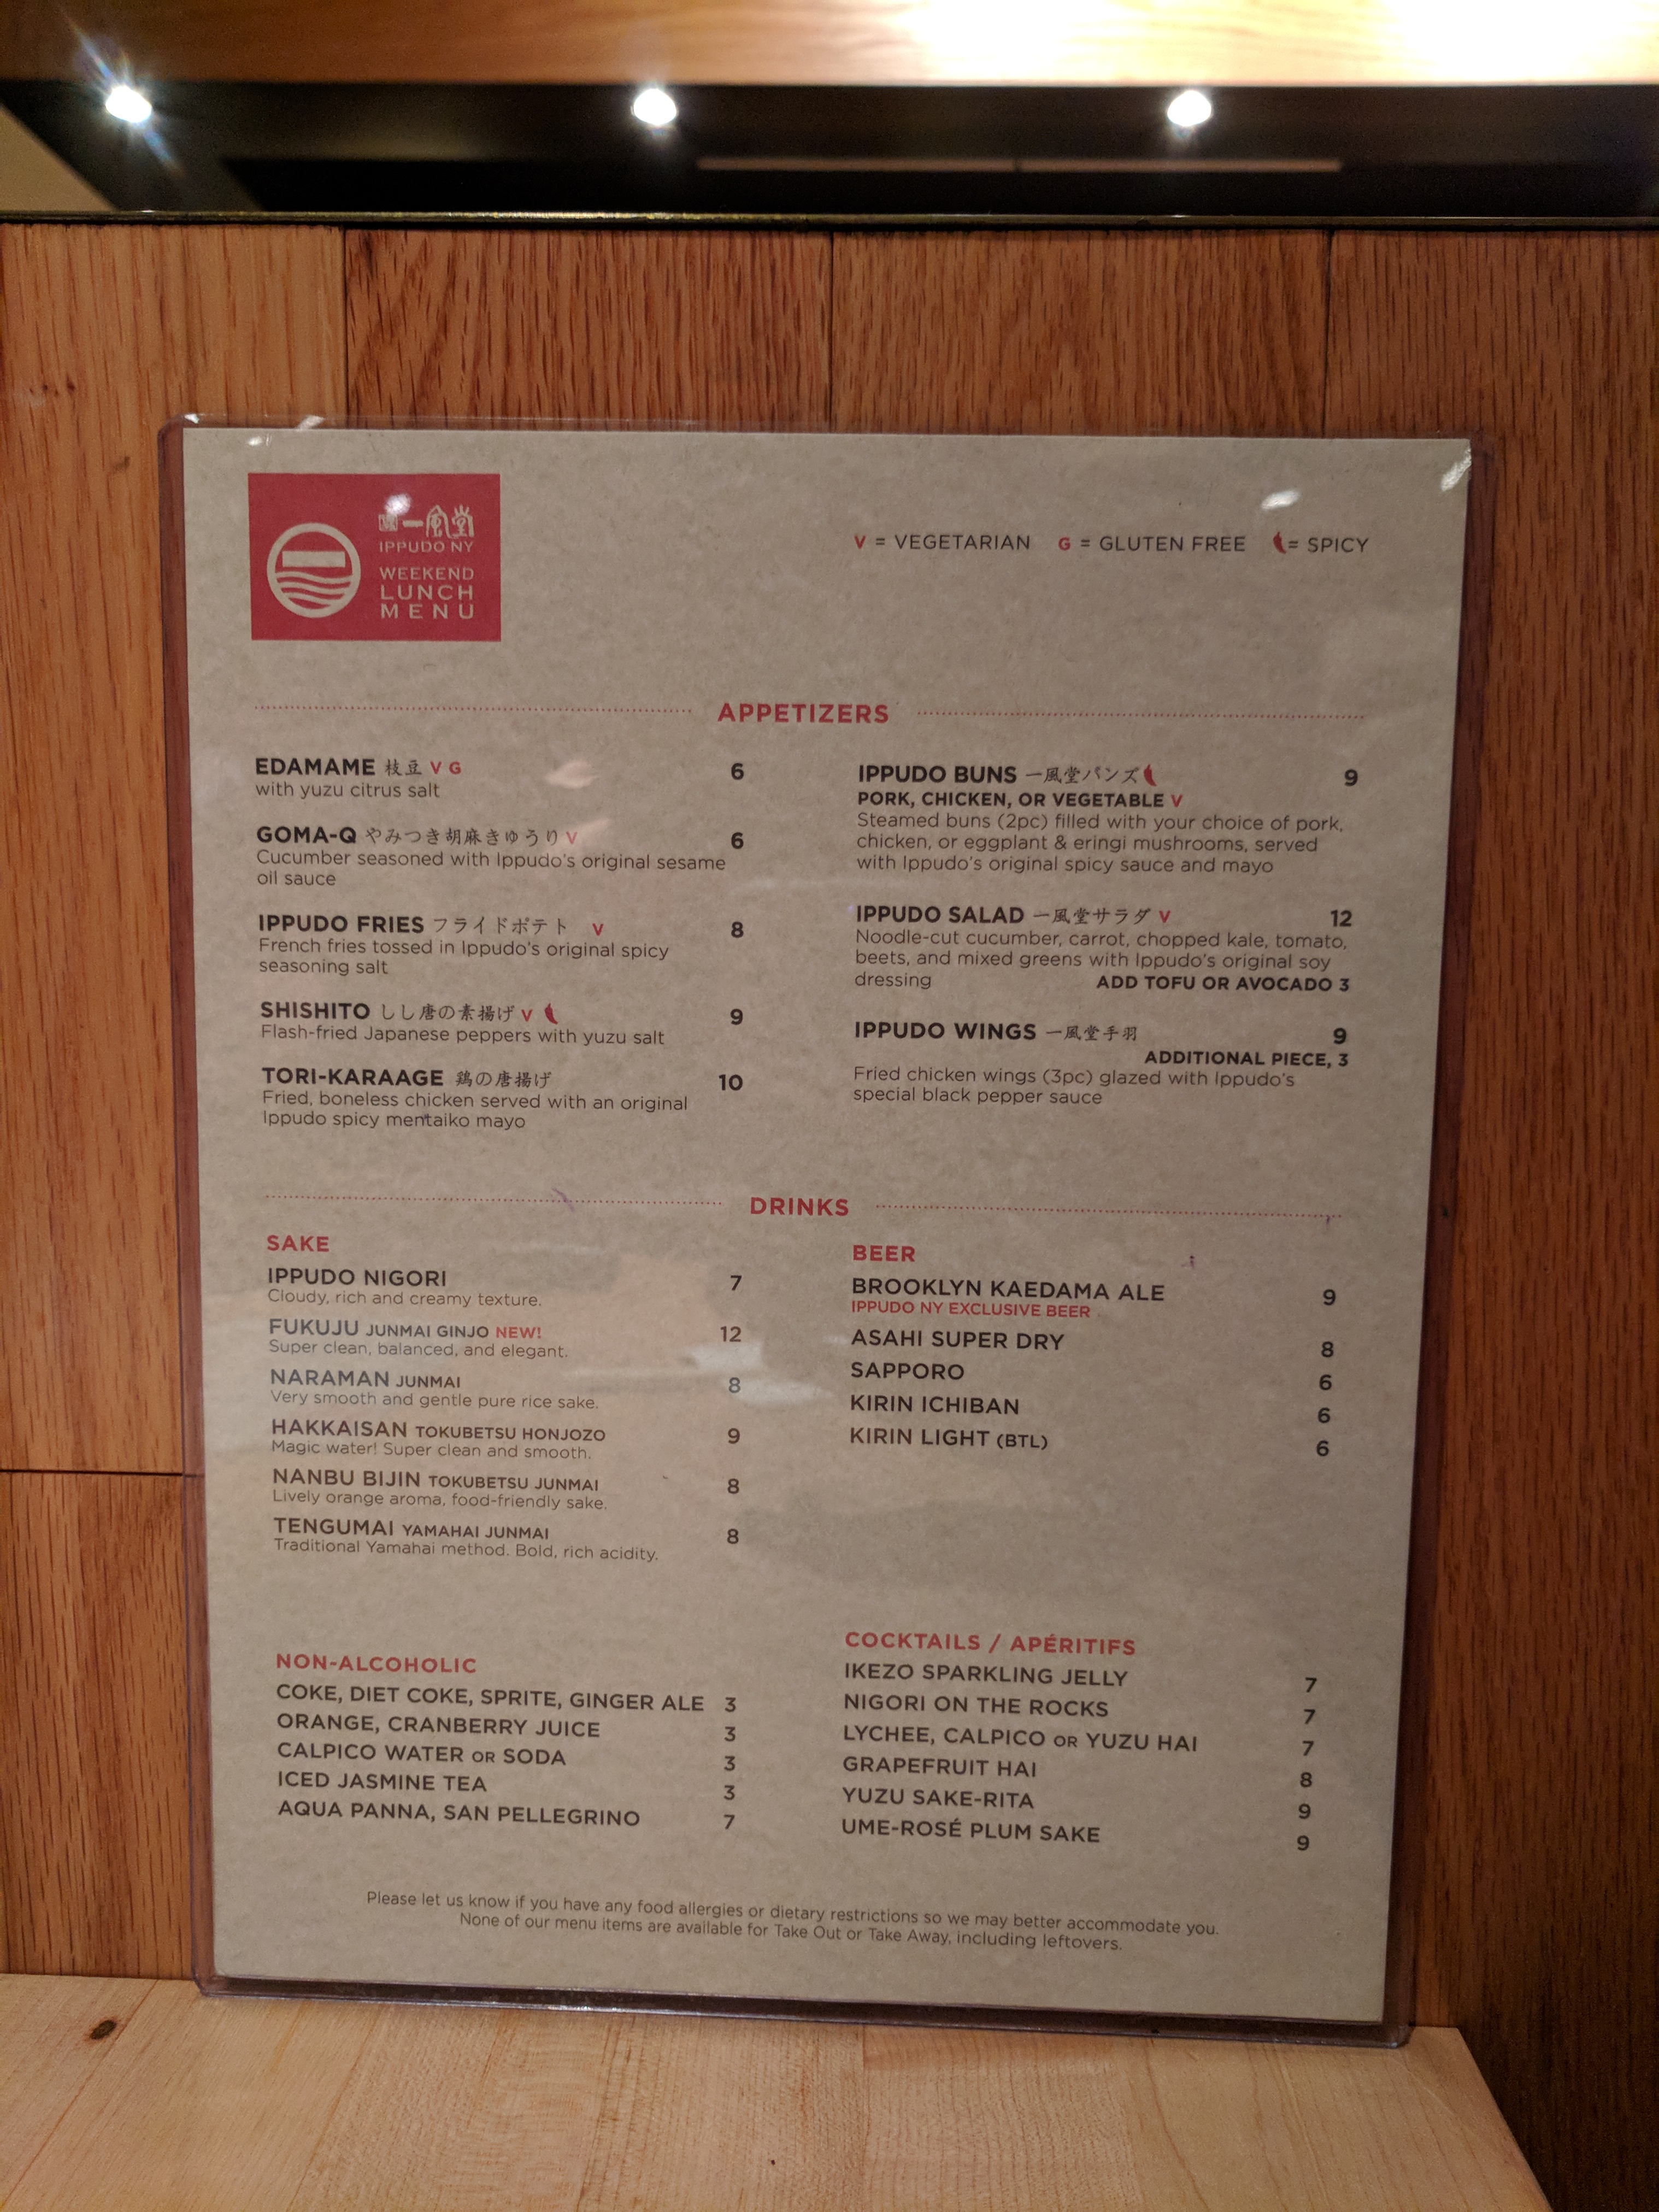 一風堂
IPPUDO NY
WEEKEND
LUNCH
MENU
V = VEGETARIAN G = GLUTEN FREE = SPICY
APPETIZERS
EDAMAME 枝豆 V G 6
with yuzu citrus salt
GOMA-Q やみつき胡麻きゅうり V 6
Cucumber seasoned with Ippudo's original sesame
oil sauce
IPPUDO FRIES フライドポテト V 8
French fries tossed in Ippudo's original spicy
seasoning salt
SHISHITO しし唐の素揚げ V 9
Flash-fried Japanese peppers with yuzu salt
TORI-KARAAGE 鶏の唐揚げ 10
Fried, boneless chicken served with an original
Ippudo spicy mentaiko mayo
IPPUDO BUNS 一風堂バンズ 9
PORK, CHICKEN, OR VEGETABLE V
Steamed buns (2pc) filled with your choice of pork,
chicken, or eggplant & eringi mushrooms, served
with Ippudo's original spicy sauce and mayo
IPPUDO SALAD 一風堂サラダ V 12
Noodle-cut cucumber, carrot, chopped kale, tomato,
beets, and mixed greens with Ippudo's original soy
dressing ADD TOFU OR AVOCADO 3
IPPUDO WINGS 一風堂手羽 9
ADDITIONAL PIECE, 3
Fried chicken wings (3pc) glazed with Ippudo's
special black pepper sauce
DRINKS
SAKE
IPPUDO NIGORI 7
Cloudy, rich and creamy texture.
FUKUJU JUNMAI GINJO NEW! 12
Super clean, balanced, and elegant.
NARAMAN JUNMAI 8
Very smooth and gentle pure rice sake.
HAKKAISAN TOKUBETSU HONJOZO 9
Magic water! Super clean and smooth.
NANBU BIJIN TOKUBETSU JUNMAI 8
Lively orange aroma, food-friendly sake.
TENGUMAI YAMAHAI JUNMAI 8
Traditional Yamahai method. Bold, rich acidity.
BEER
BROOKLYN KAEDAMA ALE 9
IPPUDO NY EXCLUSIVE BEER
ASAHI SUPER DRY 8
SAPPORO 6
KIRIN ICHIBAN 6
KIRIN LIGHT (BTL) 6
NON-ALCOHOLIC
COKE, DIET COKE, SPRITE, GINGER ALE 3
ORANGE, CRANBERRY JUICE 3
CALPICO WATER OR SODA 3
ICED JASMINE TEA 3
AQUA PANNA, SAN PELLEGRINO 7
COCKTAILS / APÉRITIFS
IKEZO SPARKLING JELLY 7
NIGORI ON THE ROCKS 7
LYCHEE, CALPICO OR YUZU HAI 7
GRAPEFRUIT HAI 8
YUZU SAKE-RITA 9
UME-ROSÉ PLUM SAKE 9
Please let us know if you have any food allergies or dietary restrictions so we may better accommodate you.
None of our menu items are available for Take Out or Take Away, including leftovers.